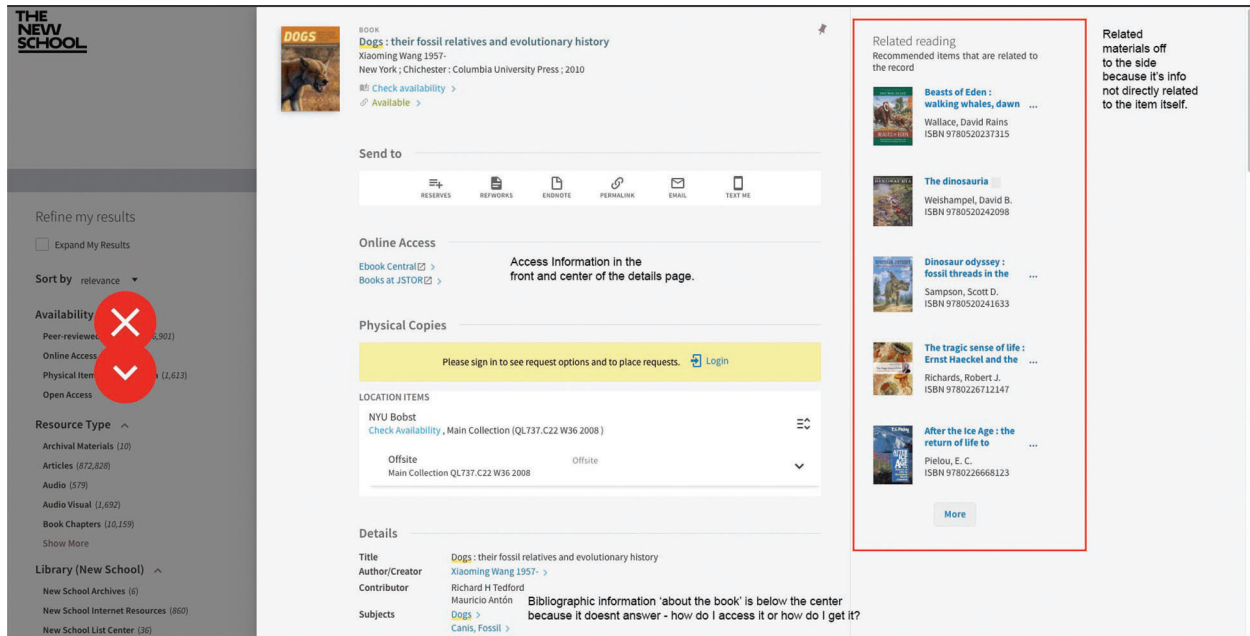 THE
NEW
SCHOOL
Refine my results
Expand My Results
Sort by relevance
Availability
Peer-reviewed
Online Access
Physical Item (1,613)
Open Access
Resource Type
Archival Materials (10)
Articles (872,828)
Audio (579)
Audio Visual (1,692)
Book Chapters (10,159)
Show More
Library (New School)
New School Archives (6)
New School Internet Resources (860)
New School List Center (36)
DOGS
BOOK
Dogs : their fossil relatives and evolutionary history
Xiaoming Wang 1957-
New York ; Chichester : Columbia University Press ; 2010
Check availability >
Available >
Send to
RESERVES REFWORKS ENDNOTE PERMALINK EMAIL TEXT ME
Online Access
Ebook Central >
Books at JSTOR >
Access Information in the
front and center of the details page.
Physical Copies
Please sign in to see request options and to place requests. Login
LOCATION ITEMS
NYU Bobst
Check Availability , Main Collection (QL737.C22 W36 2008 )
Offsite Offsite
Main Collection QL737.C22 W36 2008
Details
Title Dogs : their fossil relatives and evolutionary history
Author/Creator Xiaoming Wang 1957- >
Contributor Richard H Tedford
Mauricio Antón
Subjects Dogs >
Canis, Fossil >
Bibliographic information ‘about the book’ is below the center
because it doesnt answer - how do I access it or how do I get it?
Related reading
Recommended items that are related to
the record
Beasts of Eden :
walking whales, dawn ...
Wallace, David Rains
ISBN 9780520237315
The dinosauria
Weishampel, David B.
ISBN 9780520242098
Dinosaur odyssey :
fossil threads in the ...
Sampson, Scott D.
ISBN 9780520241633
The tragic sense of life :
Ernst Haeckel and the ...
Richards, Robert J.
ISBN 9780226712147
After the Ice Age : the
return of life to ...
Pielou, E. C.
ISBN 9780226668123
More
Related
materials off
to the side
because it's info
not directly related
to the item itself.